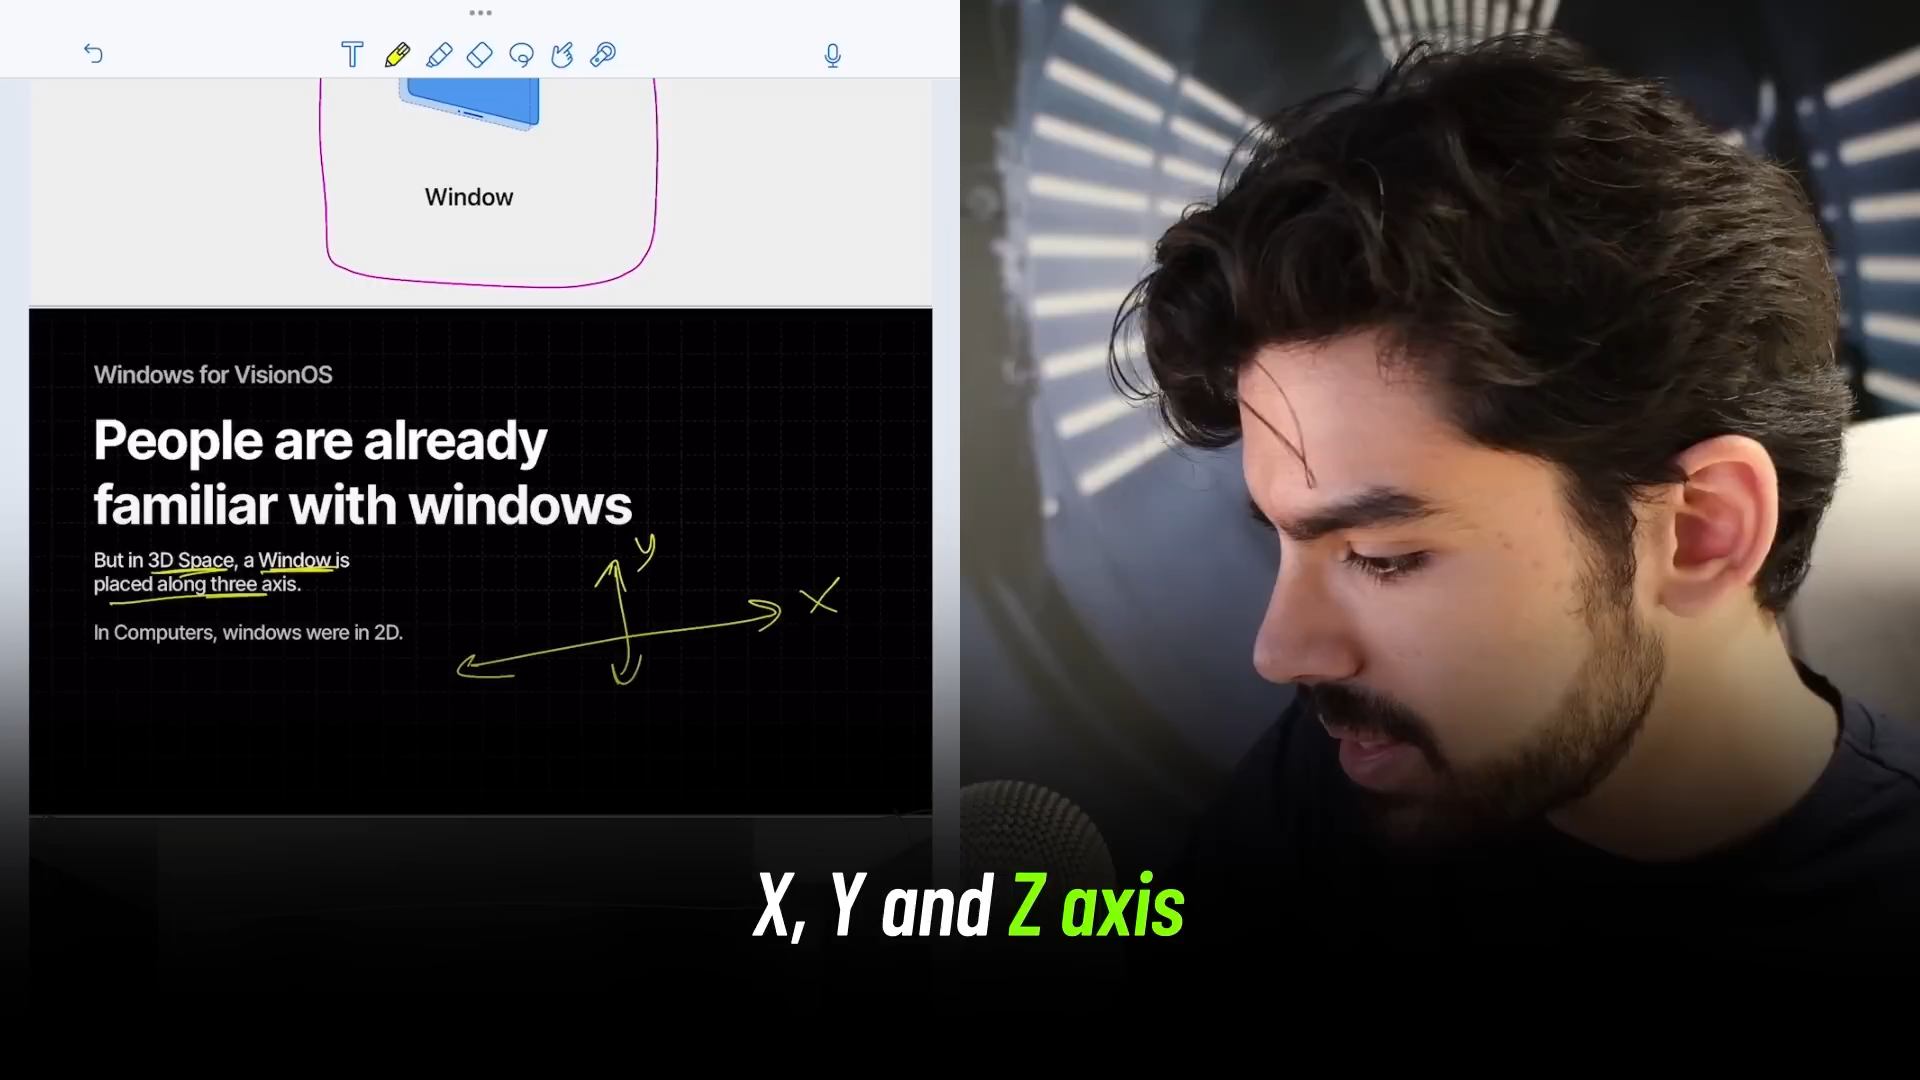 Window
Windows for VisionOS
People are already
familiar with windows
But in 3D Space, a Window is
placed along three axis.
In Computers, windows were in 2D.
y
X
X, Y and Z axis